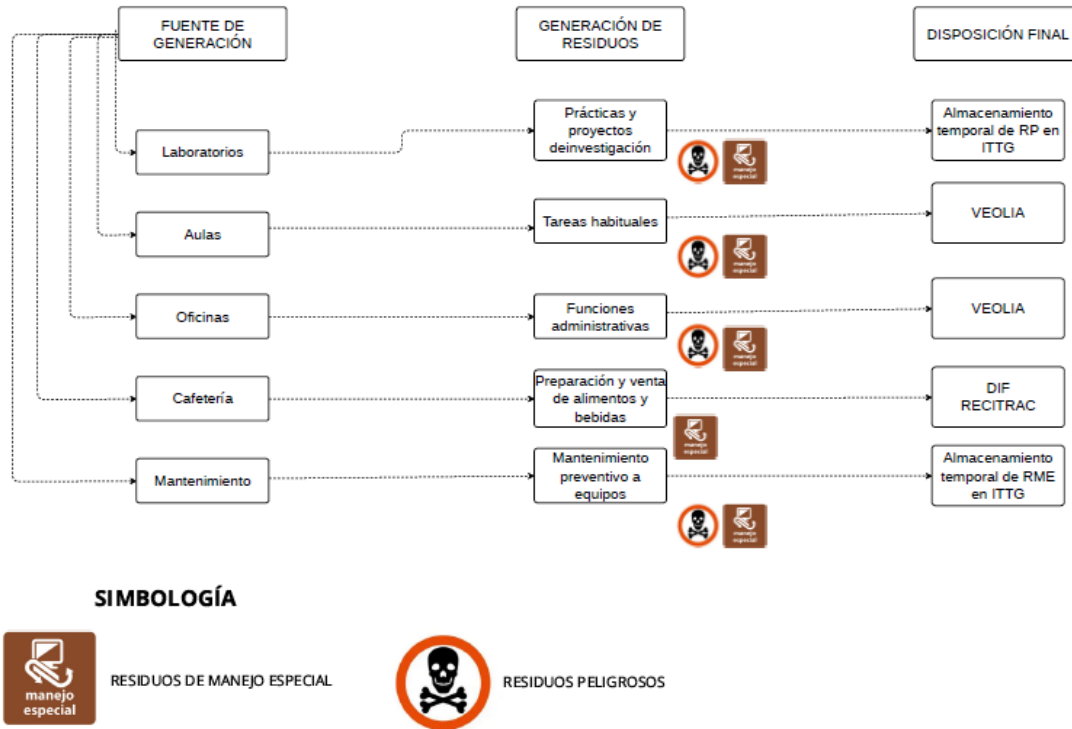 FUENTE DE
GENERACIÓN
GENERACIÓN DE
RESIDUOS
DISPOSICIÓN FINAL
Laboratorios
Prácticas y
proyectos
deinvestigación
manejo
especial
Almacenamiento
temporal de RP en
ITTG
Aulas
Tareas habituales
manejo
especial
VEOLIA
Oficinas
Funciones
administrativas
manejo
especial
VEOLIA
Cafetería
Preparación y venta
de alimentos y
bebidas
manejo
especial
DIF
RECITRAC
Mantenimiento
Mantenimiento
preventivo a
equipos
manejo
especial
Almacenamiento
temporal de RME
en ITTG
SIMBOLOGÍA
manejo
especial
RESIDUOS DE MANEJO ESPECIAL
RESIDUOS PELIGROSOS